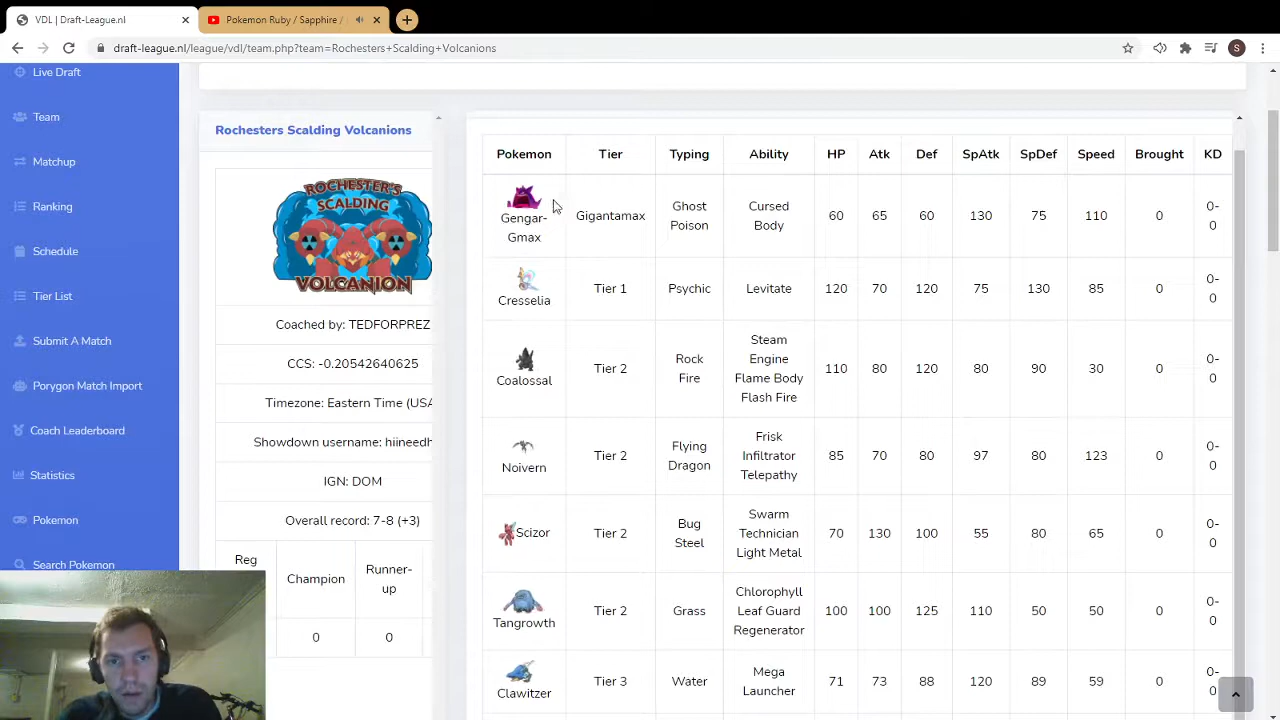 VDL | Draft-League.nl
Pokemon Ruby / Sapphire /
draft-league.nl/league/vdl/team.php?team=Rochesters+Scalding+Volcanions
S
Live Draft
Team
Matchup
Ranking
Schedule
Tier List
Submit A Match
Porygon Match Import
Coach Leaderboard
Statistics
Pokemon
Search Pokemon
Rochesters Scalding Volcanions
ROCHESTER'S
SCALDING
VOLCANION
Coached by: TEDFORPREZ
CCS: -0.20542640625
Timezone: Eastern Time (USA
Showdown username: hiineedh
IGN: DOM
Overall record: 7-8 (+3)
Reg
Champion
Runner-
up
0
0
Pokemon Tier Typing Ability HP Atk Def SpAtk SpDef Speed Brought KD
Gengar-
Gmax
Gigantamax
Ghost
Poison
Cursed
Body
60 65 60 130 75 110 0
0-
0
Cresselia
Tier 1 Psychic Levitate 120 70 120 75 130 85 0
0-
0
Coalossal
Tier 2
Rock
Fire
Steam
Engine
Flame Body
Flash Fire
110 80 120 80 90 30 0
0-
0
Noivern
Tier 2
Flying
Dragon
Frisk
Infiltrator
Telepathy
85 70 80 97 80 123 0
0-
0
Scizor
Tier 2
Bug
Steel
Swarm
Technician
Light Metal
70 130 100 55 80 65 0
0-
0
Tangrowth
Tier 2
Grass
Chlorophyll
Leaf Guard
Regenerator
100 100 125 110 50 50 0
0-
0
Clawitzer
Tier 3
Water
Mega
Launcher
71 73 88 120 89 59 0
0-
0